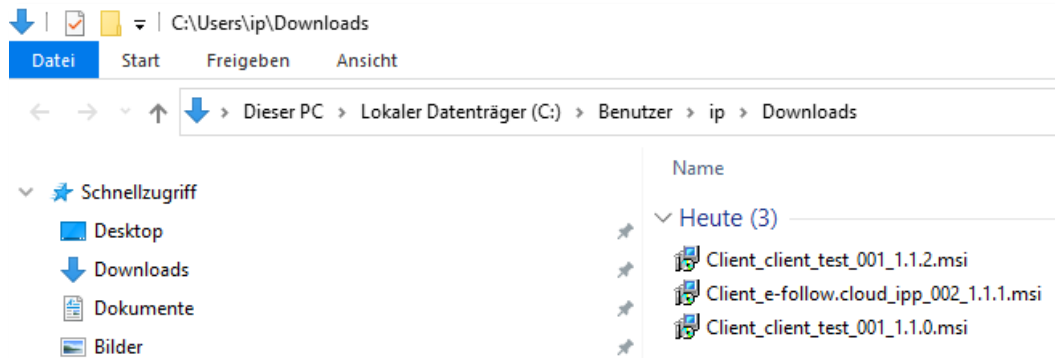 C:\Users\ip\Downloads
Datei Start Freigeben Ansicht
Dieser PC > Lokaler Datenträger (C:) > Benutzer > ip > Downloads
Name
Schnellzugriff
Desktop
Downloads
Dokumente
Bilder
Heute (3)
Client_client_test_001_1.1.2.msi
Client_e-follow.cloud_ipp_002_1.1.1.msi
Client_client_test_001_1.1.0.msi